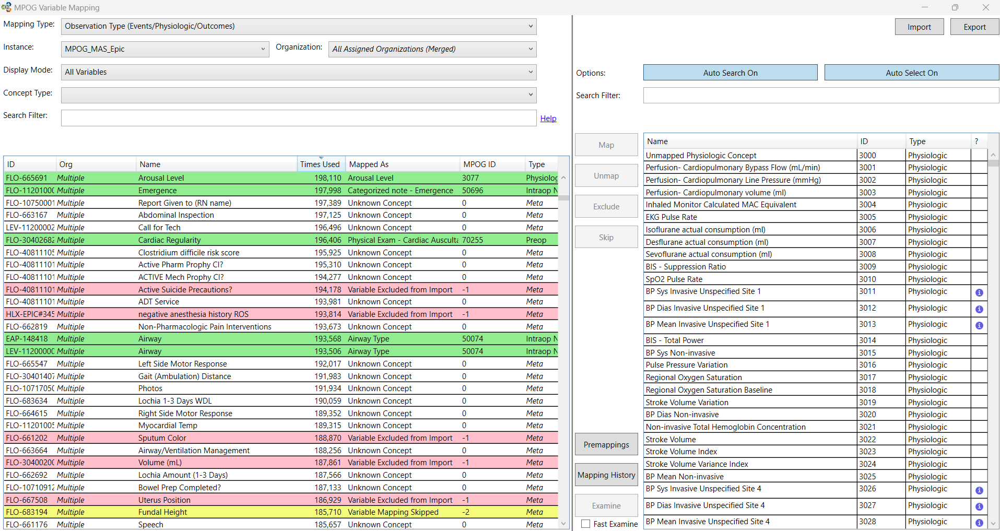 MPOG Variable Mapping
Mapping Type: Observation Type (Events/Physiologic/Outcomes)
Instance: MPOG_MAS_Epic Organization: All Assigned Organizations (Merged)
Display Mode: All Variables
Concept Type:
Search Filter: Help
ID Org Name Times Used Mapped As MPOG ID Type
FLO-665691 Multiple Arousal Level 198,110 Arousal Level 3077 Physiolog
FLO-1120100 Multiple Emergence 197,998 Categorized note - Emergence 50696 Intraop N
FLO-1075000 Multiple Report Given to (RN name) 197,389 Unknown Concept 0 Meta
FLO-663167 Multiple Abdominal Inspection 197,125 Unknown Concept 0 Meta
LEV-11200002 Multiple Call for Tech 196,496 Unknown Concept 0 Meta
FLO-30402682 Multiple Cardiac Regularity 196,406 Physical Exam - Cardiac Ausculta 70255 Preop
FLO-4081110 Multiple Clostridium difficile risk score 195,925 Unknown Concept 0 Meta
FLO-40811101 Multiple Active Pharm Prophy CI? 195,310 Unknown Concept 0 Meta
FLO-40811101 Multiple ACTIVE Mech Prophy CI? 194,277 Unknown Concept 0 Meta
FLO-40811101 Multiple Active Suicide Precautions? 194,178 Variable Excluded from Import -1 Meta
FLO-40811101 Multiple ADT Service 193,981 Unknown Concept 0 Meta
HLX-EPIC#345 Multiple negative anesthesia history ROS 193,814 Variable Excluded from Import -1 Meta
FLO-662819 Multiple Non-Pharmacologic Pain Interventions 193,673 Unknown Concept 0 Meta
EAP-148418 Multiple Airway 193,568 Airway Type 50074 Intraop N
LEV-1120000 Multiple Airway 193,506 Airway Type 50074 Intraop N
FLO-665547 Multiple Left Side Motor Response 192,017 Unknown Concept 0 Meta
FLO-30401407 Multiple Gait (Ambulation) Distance 191,983 Unknown Concept 0 Meta
FLO-1071705 Multiple Photos 191,934 Unknown Concept 0 Meta
FLO-683634 Multiple Lochia 1-3 Days WDL 190,059 Unknown Concept 0 Meta
FLO-664615 Multiple Right Side Motor Response 189,352 Unknown Concept 0 Meta
FLO-1120100 Multiple Myocardial Temp 189,315 Unknown Concept 0 Meta
FLO-661202 Multiple Sputum Color 188,870 Variable Excluded from Import -1 Meta
FLO-663664 Multiple Airway/Ventilation Management 188,256 Unknown Concept 0 Meta
FLO-3040020 Multiple Volume (mL) 187,861 Variable Excluded from Import -1 Meta
FLO-662692 Multiple Lochia Amount (1-3 Days) 187,566 Unknown Concept 0 Meta
FLO-10710912 Multiple Bowel Prep Completed? 187,133 Unknown Concept 0 Meta
FLO-667508 Multiple Uterus Position 186,929 Variable Excluded from Import -1 Meta
FLO-683194 Multiple Fundal Height 185,710 Variable Mapping Skipped -2 Meta
FLO-661176 Multiple Speech 185,657 Unknown Concept 0 Meta
Import Export
Options: Auto Search On Auto Select On
Search Filter:
Map
Unmap
Exclude
Skip
Premappings
Mapping History
Examine
Fast Examine
Name ID Type ?
Unmapped Physiologic Concept 3000 Physiologic
Perfusion- Cardiopulmonary Bypass Flow (mL/min) 3001 Physiologic
Perfusion- Cardiopulmonary Line Pressure (mmHg) 3002 Physiologic
Perfusion- Cardiopulmonary volume (ml) 3003 Physiologic
Inhaled Monitor Calculated MAC Equivalent 3004 Physiologic
EKG Pulse Rate 3005 Physiologic
Isoflurane actual consumption (ml) 3006 Physiologic
Desflurane actual consumption (ml) 3007 Physiologic
Sevoflurane actual consumption (ml) 3008 Physiologic
BIS - Suppression Ratio 3009 Physiologic
SpO2 Pulse Rate 3010 Physiologic
BP Sys Invasive Unspecified Site 1 3011 Physiologic i
BP Dias Invasive Unspecified Site 1 3012 Physiologic i
BP Mean Invasive Unspecified Site 1 3013 Physiologic i
BIS - Total Power 3014 Physiologic
BP Sys Non-invasive 3015 Physiologic
Pulse Pressure Variation 3016 Physiologic
Regional Oxygen Saturation 3017 Physiologic
Regional Oxygen Saturation Baseline 3018 Physiologic
Stroke Volume Variation 3019 Physiologic
BP Dias Non-invasive 3020 Physiologic
Non-invasive Total Hemoglobin Concentration 3021 Physiologic
Stroke Volume 3022 Physiologic
Stroke Volume Index 3023 Physiologic
Stroke Volume Variance Index 3024 Physiologic
BP Mean Non-invasive 3025 Physiologic
BP Sys Invasive Unspecified Site 4 3026 Physiologic i
BP Dias Invasive Unspecified Site 4 3027 Physiologic i
BP Mean Invasive Unspecified Site 4 3028 Physiologic i